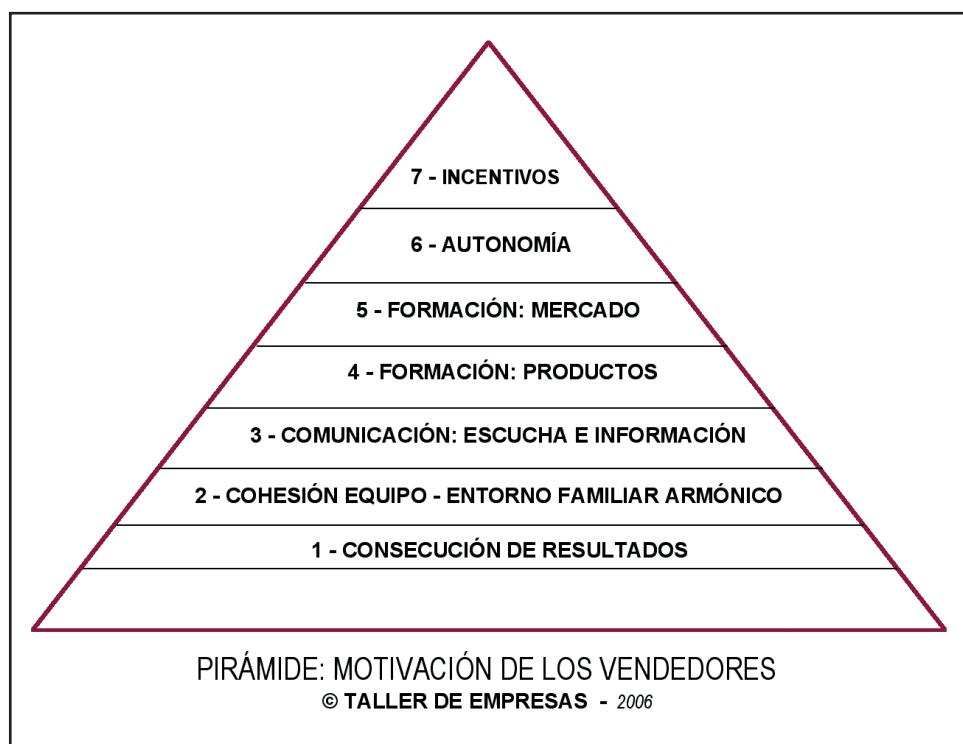 7 - INCENTIVOS
6 - AUTONOMÍA
5 - FORMACIÓN: MERCADO
4 - FORMACIÓN: PRODUCTOS
3 - COMUNICACIÓN: ESCUCHA E INFORMACIÓN
2 - COHESIÓN EQUIPO - ENTORNO FAMILIAR ARMÓNICO
1 - CONSECUCIÓN DE RESULTADOS
PIRÁMIDE: MOTIVACIÓN DE LOS VENDEDORES
© TALLER DE EMPRESAS - 2006